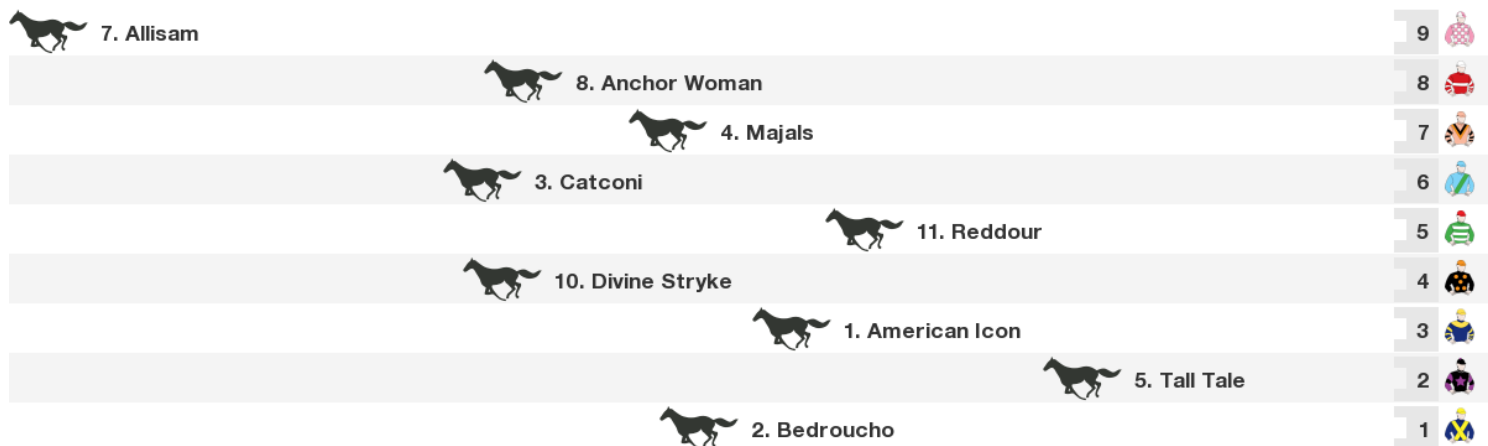 7. Allisam 9
8. Anchor Woman 8
4. Majals 7
3. Catconi 6
11. Reddour 5
10. Divine Stryke 4
1. American Icon 3
5. Tall Tale 2
2. Bedroucho 1